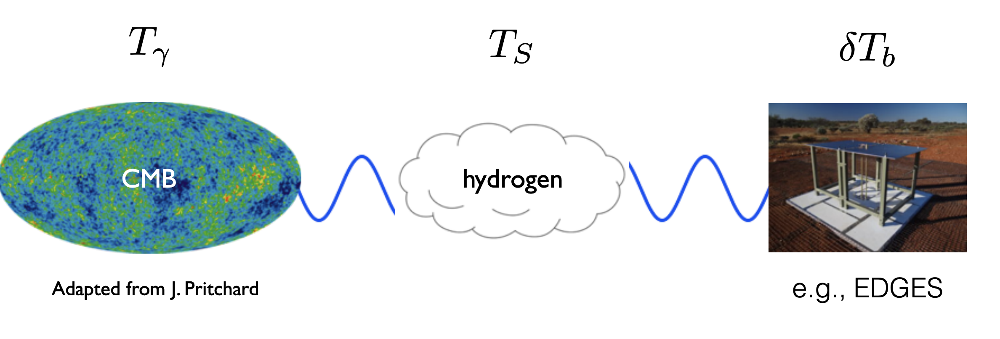 T_γ
T_S
δT_b
CMB
hydrogen
Adapted from J. Pritchard
e.g., EDGES